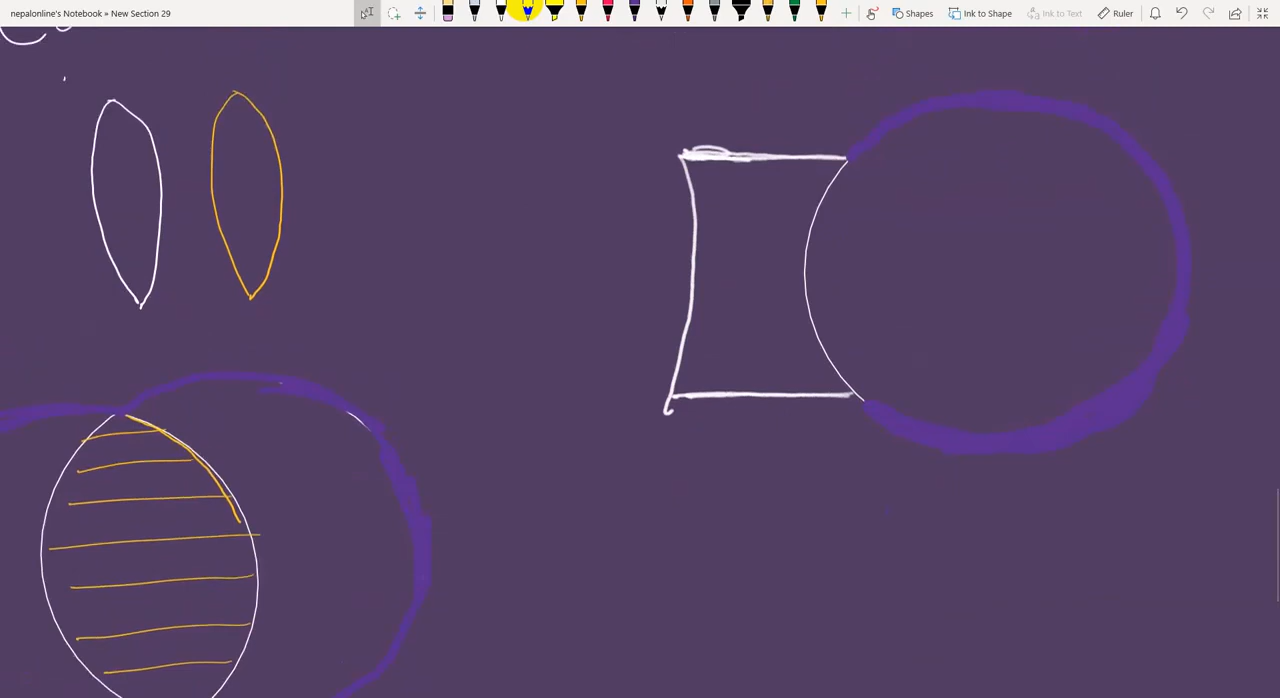 nepalonline's Notebook » New Section 29
Shapes
Ink to Shape
Ink to Text
Ruler